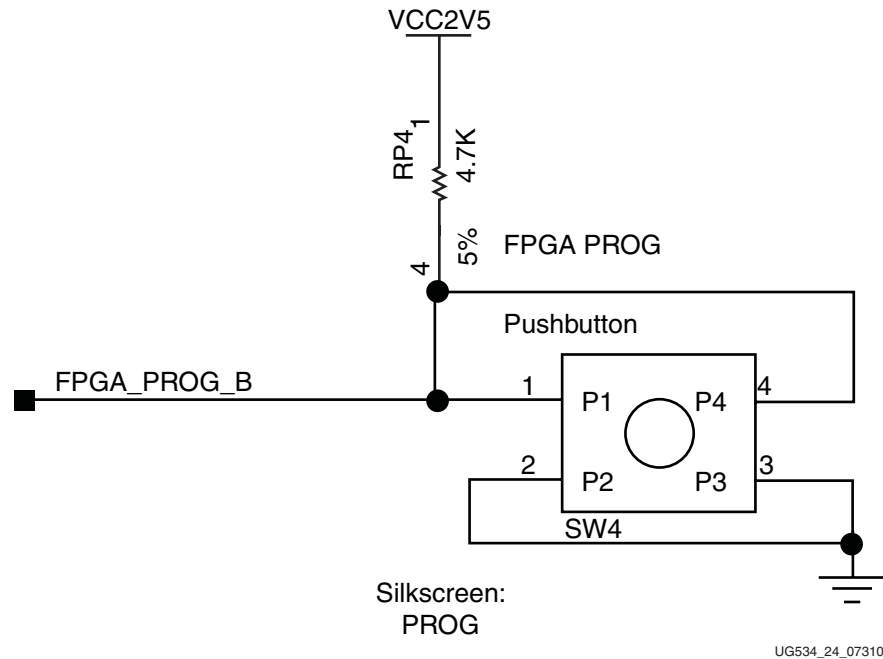 VCC2V5
1
RP4
4.7K
4
5%
FPGA PROG
Pushbutton
FPGA_PROG_B
1
P1
P4
4
2
P2
P3
3
SW4
Silkscreen:
PROG
UG534_24_07310